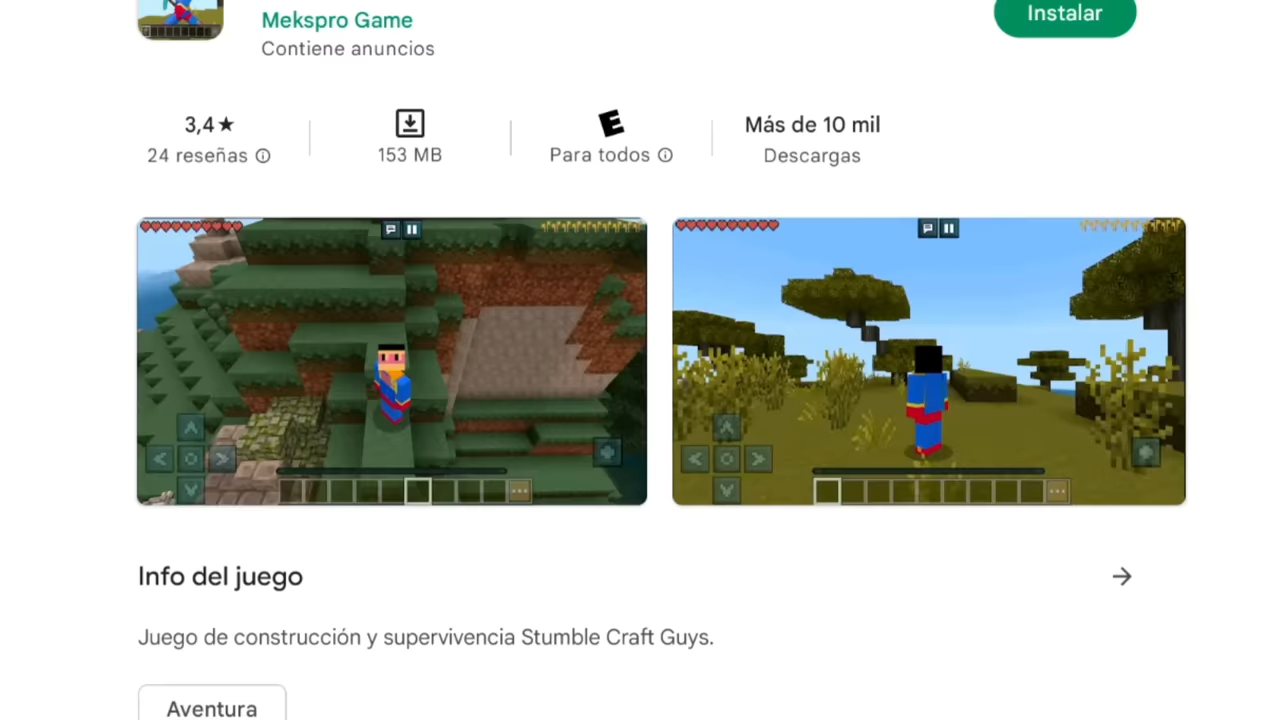 Mekspro Game
Instalar
Contiene anuncios
3,4★
24 reseñas
153 MB
E
Para todos
Más de 10 mil
Descargas
Info del juego
Juego de construcción y supervivencia Stumble Craft Guys.
Aventura